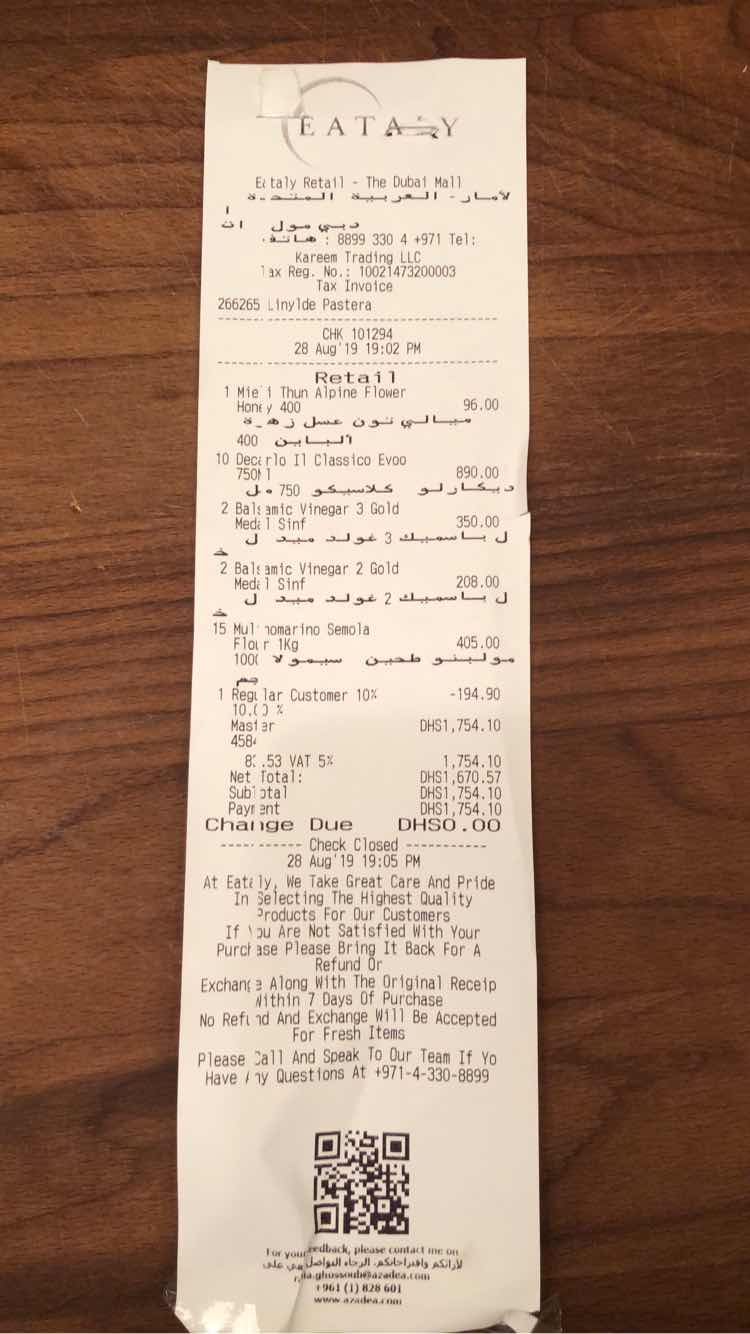 EATALY
Eataly Retail - The Dubai Mall
الأمار - العربية المتحدة
دبي مول
هاتف : 8899 330 4 +971 Tel:
Kareem Trading LLC
Tax Reg. No.: 10021473200003
Tax Invoice
266265 Linylde Pastera
CHK 101294
28 Aug'19 19:02 PM
Retail
1 Mieli Thun Alpine Flower
Honey 400 96.00
ميالي تون عسل زهرة
الباين 400
10 Decarlo Il Classico Evoo
750Ml 890.00
ديكارلو كلاسيكو 750 مل
2 Balsamic Vinegar 3 Gold
Medal Sinf 350.00
ل باسميك 3 غولد ميد ل
خ
2 Balsamic Vinegar 2 Gold
Medal Sinf 208.00
ل باسميك 2 غولد ميد ل
خ
15 Mulinomarino Semola
Flour 1Kg 405.00
مولينو طحين سيمولا 1000
جم
1 Regular Customer 10% -194.90
10.00 %
Master DHS1,754.10
4584
83.53 VAT 5% 1,754.10
Net Total: DHS1,670.57
Subtotal DHS1,754.10
Payment DHS1,754.10
Change Due DHS0.00
Check Closed
28 Aug'19 19:05 PM
At Eataly, We Take Great Care And Pride
In Selecting The Highest Quality
Products For Our Customers
If You Are Not Satisfied With Your
Purchase Please Bring It Back For A
Refund Or
Exchange Along With The Original Receip
Within 7 Days Of Purchase
No Refund And Exchange Will Be Accepted
For Fresh Items
Please Call And Speak To Our Team If Yo
Have Any Questions At +971-4-330-8899
For your feedback, please contact me on
لآرائكم واقتراحاتكم، الرجاء التواصل معي على
ghossoub@azadea.com
+961 (1) 828 601
www.azadea.com